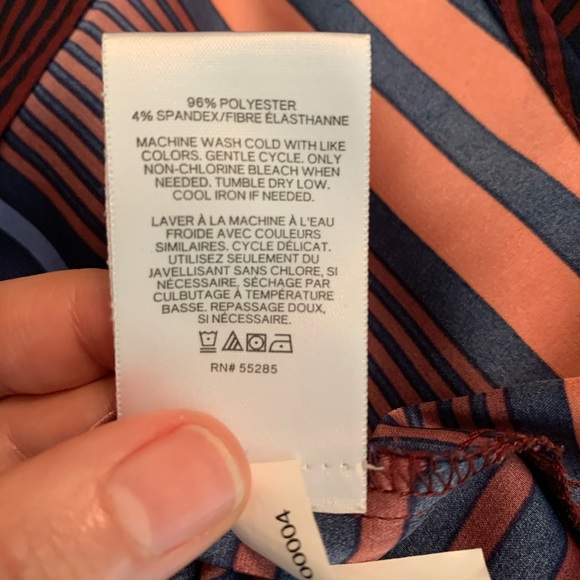 96% POLYESTER
4% SPANDEX/FIBRE ÉLASTHANNE
MACHINE WASH COLD WITH LIKE
COLORS. GENTLE CYCLE. ONLY
NON-CHLORINE BLEACH WHEN
NEEDED. TUMBLE DRY LOW.
COOL IRON IF NEEDED.
LAVER À LA MACHINE À L'EAU
FROIDE AVEC COULEURS
SIMILAIRES. CYCLE DÉLICAT.
UTILISEZ SEULEMENT DU
JAVELLISANT SANS CHLORE, SI
NÉCESSAIRE. SÉCHAGE PAR
CULBUTAGE À TEMPÉRATURE
BASSE. REPASSAGE DOUX,
SI NÉCESSAIRE.
RN# 55285